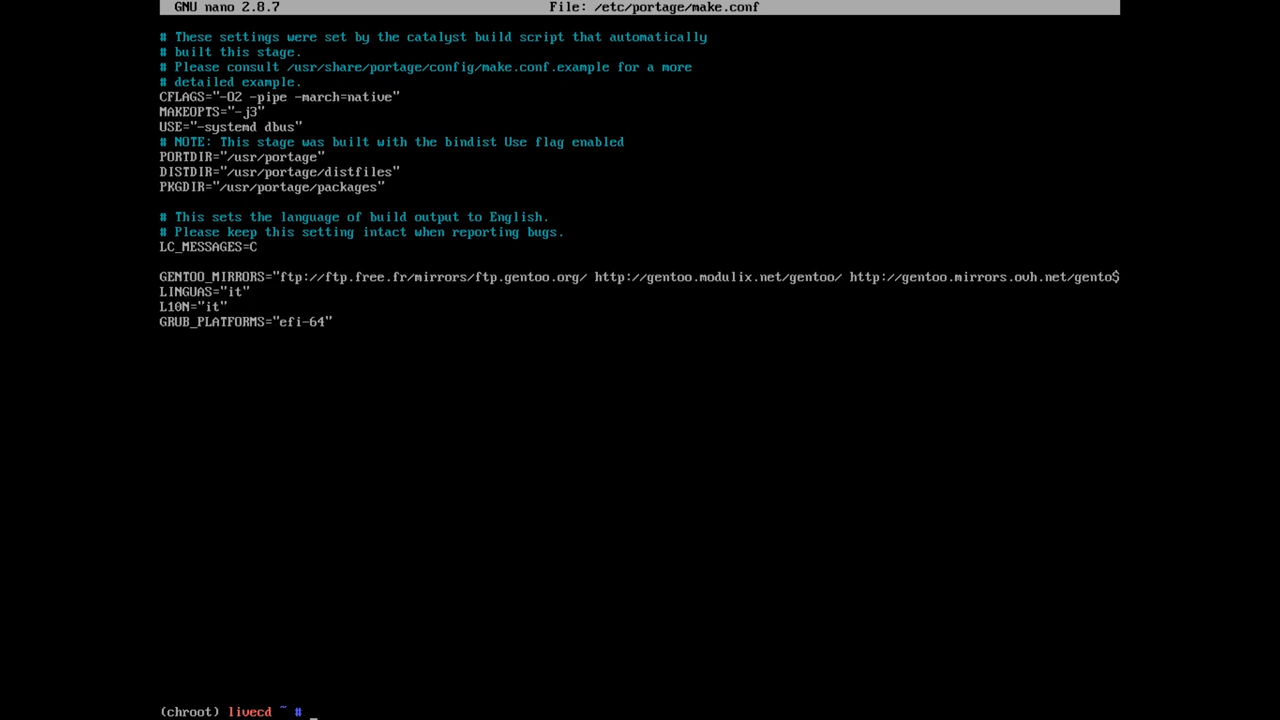 GNU nano 2.8.7 File: /etc/portage/make.conf
# These settings were set by the catalyst build script that automatically
# built this stage.
# Please consult /usr/share/portage/config/make.conf.example for a more
# detailed example.
CFLAGS="-O2 -pipe -march=native"
MAKEOPTS="-j3"
USE="-systemd dbus"
# NOTE: This stage was built with the bindist Use flag enabled
PORTDIR="/usr/portage"
DISTDIR="/usr/portage/distfiles"
PKGDIR="/usr/portage/packages"
# This sets the language of build output to English.
# Please keep this setting intact when reporting bugs.
LC_MESSAGES=C
GENTOO_MIRRORS="ftp://ftp.free.fr/mirrors/ftp.gentoo.org/ http://gentoo.modulix.net/gentoo/ http://gentoo.mirrors.ovh.net/gento$
LINGUAS="it"
L10N="it"
GRUB_PLATFORMS="efi-64"
(chroot) livecd ~ #